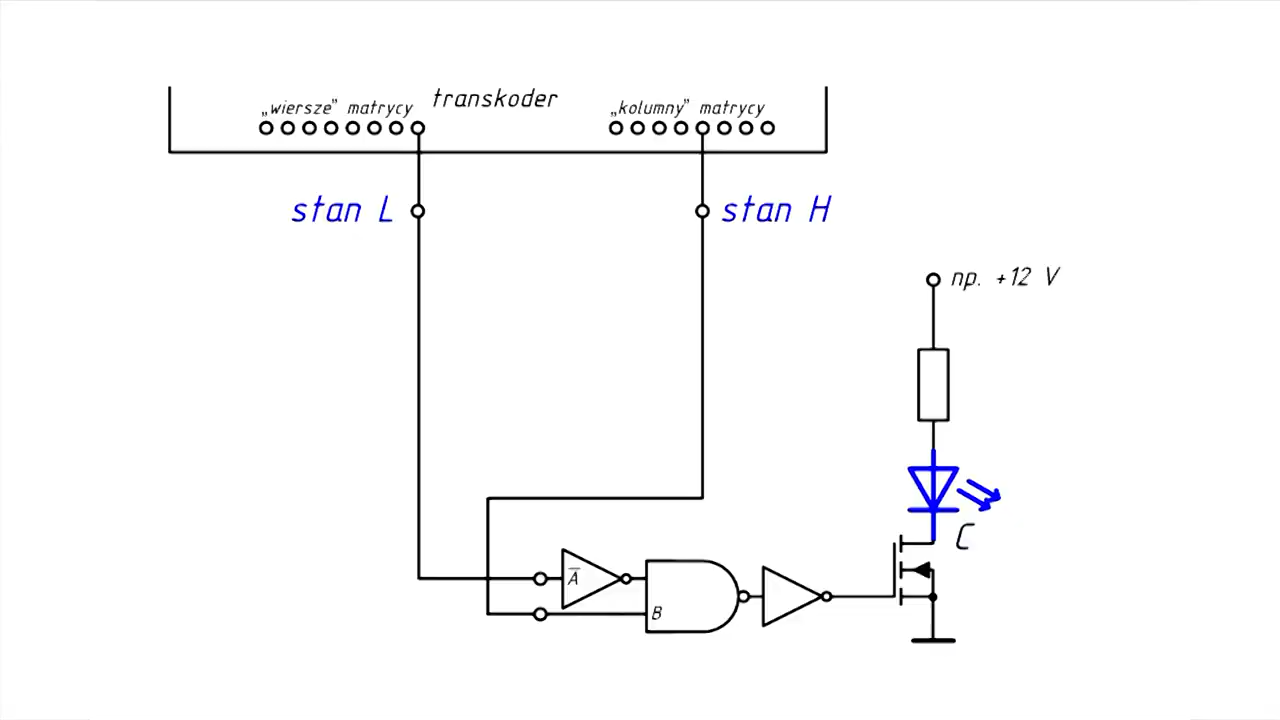 transkoder
„wiersze” matrycy
„kolumny” matrycy
stan L
stan H
np. +12 V
C
A̅
B